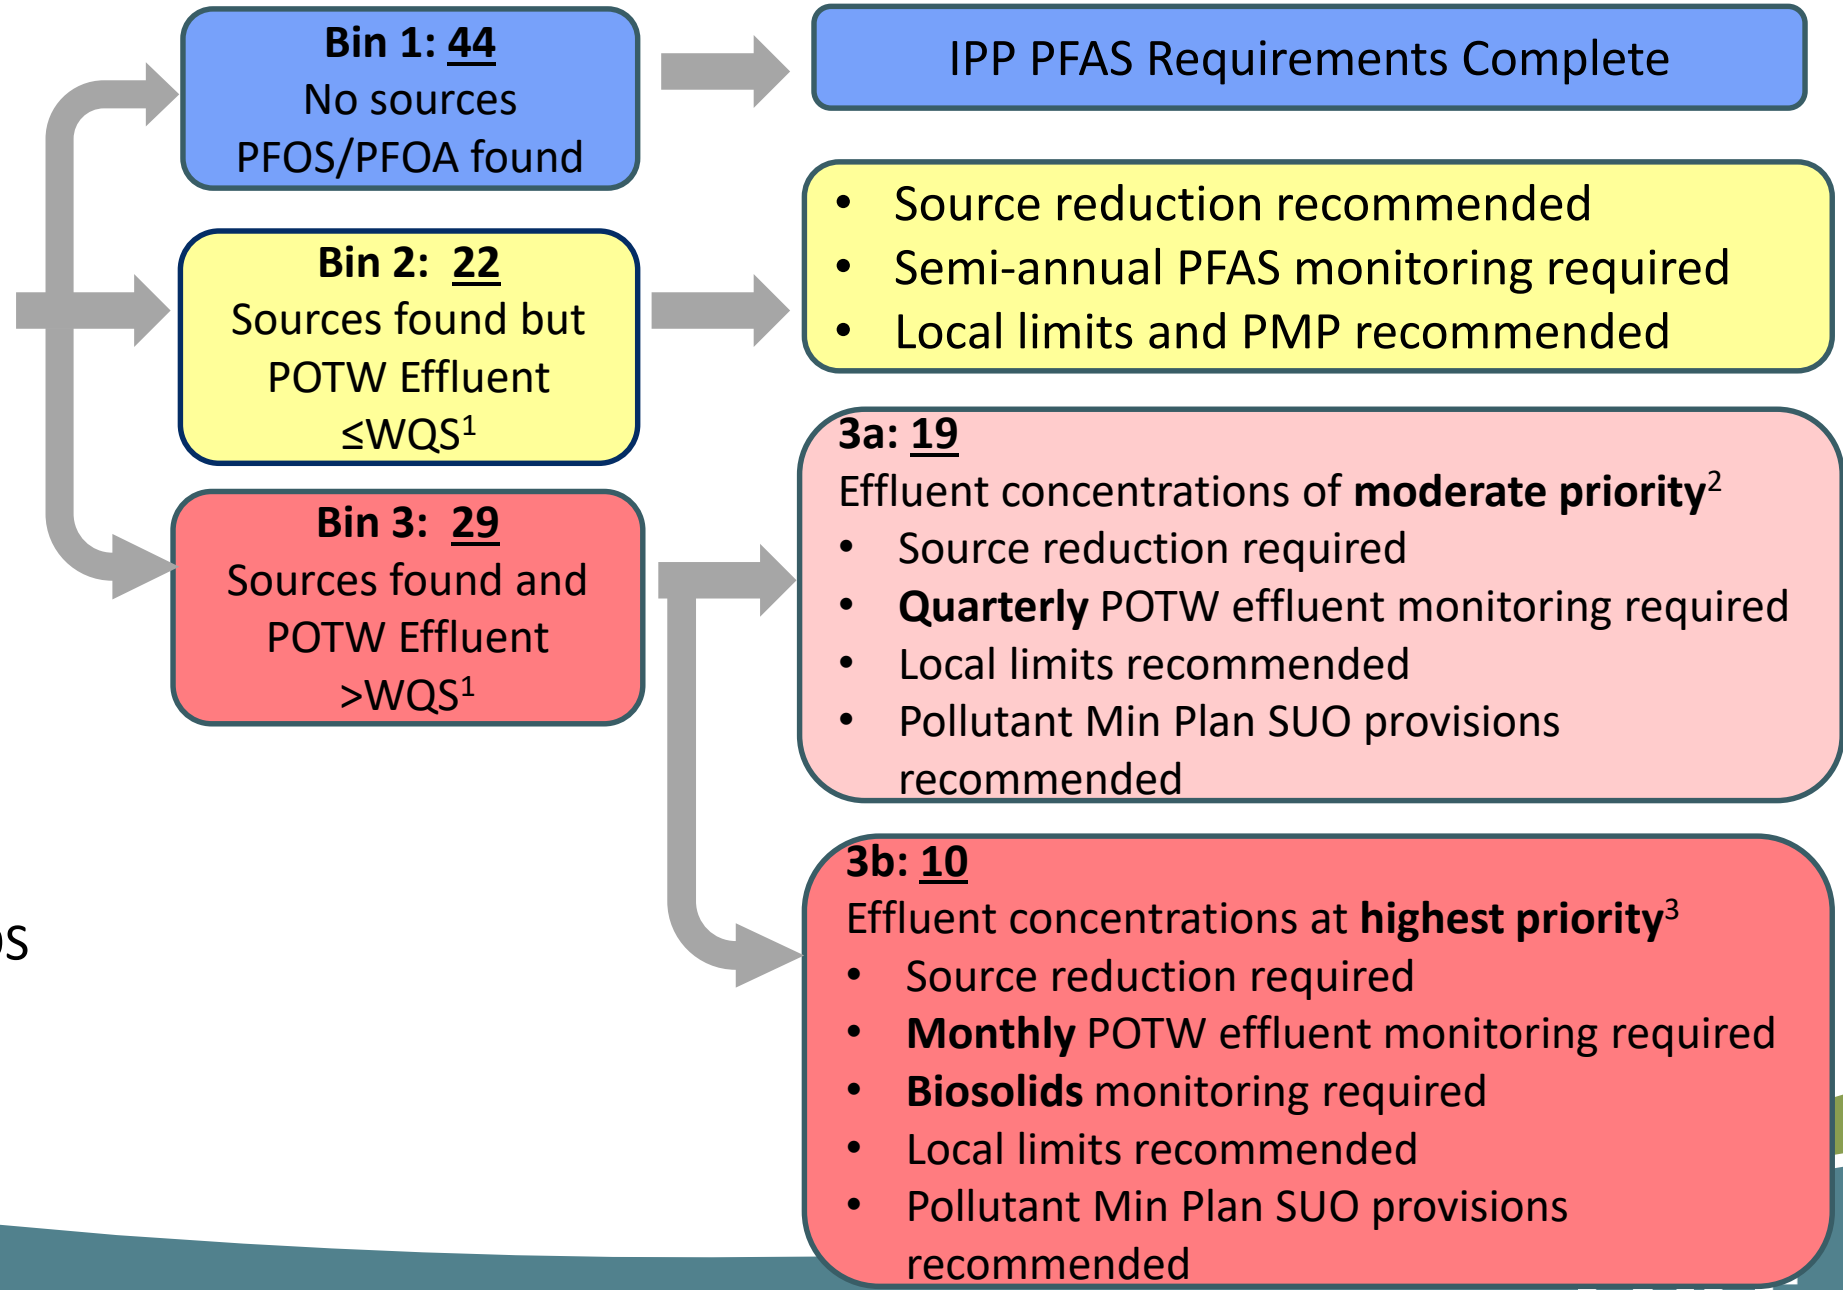 Bin 1: 44
No sources
PFOS/PFOA found
IPP PFAS Requirements Complete
Bin 2: 22
Sources found but
POTW Effluent
≤WQS¹
• Source reduction recommended
• Semi-annual PFAS monitoring required
• Local limits and PMP recommended
Bin 3: 29
Sources found and
POTW Effluent
>WQS¹
3a: 19
Effluent concentrations of moderate priority²
• Source reduction required
• Quarterly POTW effluent monitoring required
• Local limits recommended
• Pollutant Min Plan SUO provisions
recommended
3b: 10
Effluent concentrations at highest priority³
• Source reduction required
• Monthly POTW effluent monitoring required
• Biosolids monitoring required
• Local limits recommended
• Pollutant Min Plan SUO provisions
recommended